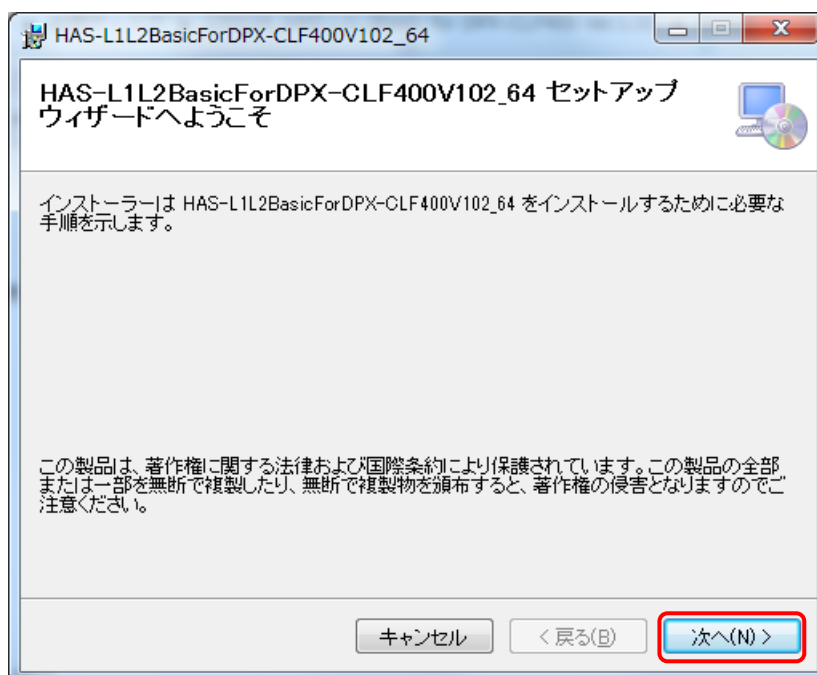 HAS-L1L2BasicForDPX-CLF400V102_64
HAS-L1L2BasicForDPX-CLF400V102_64 セットアップ
ウィザードへようこそ
インストーラーは HAS-L1L2BasicForDPX-CLF400V102_64 をインストールするために必要な
手順を示します。
この製品は、著作権に関する法律および国際条約により保護されています。この製品の全部
または一部を無断で複製したり、無断で複製物を頒布すると、著作権の侵害となりますのでご
注意ください。
キャンセル
< 戻る(B)
次へ(N) >